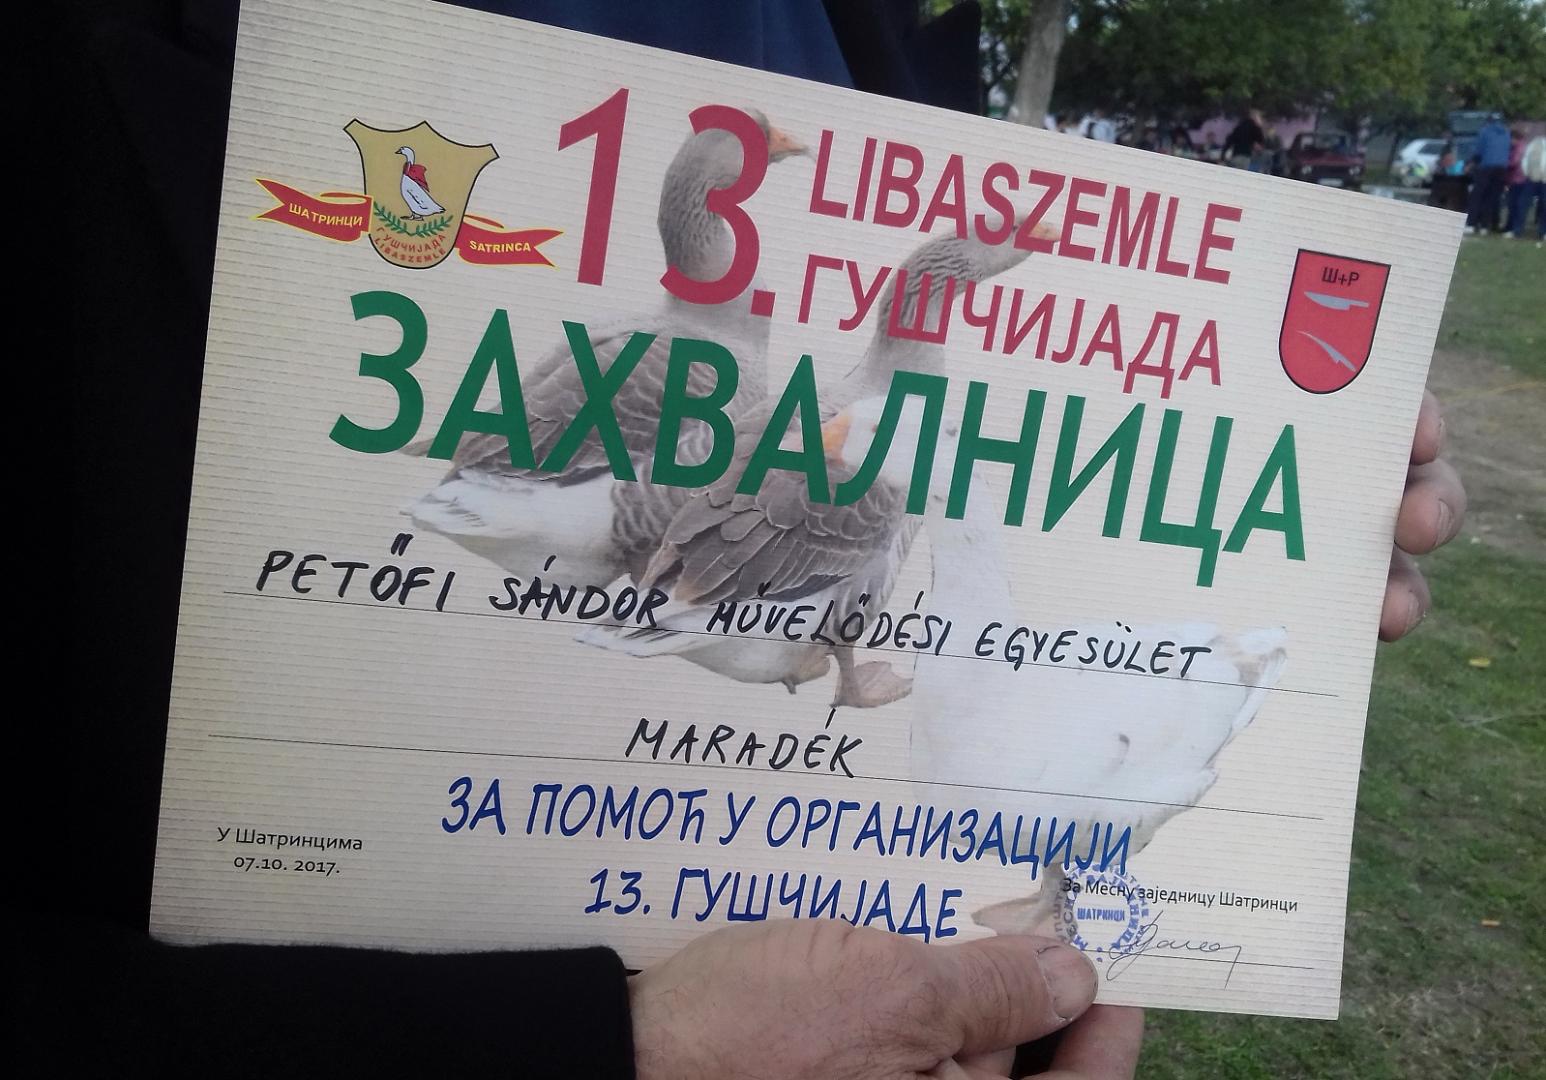 ШАТРИНЦИ
SATRINCA
ГУШЧИЈАДА
LIBASZEMLE
13.
LIBASZEMLE
ГУШЧИЈАДА
Ш+Р
ЗАХВАЛНИЦА
PETŐFI SÁNDOR MŰVELŐDÉSI EGYESÜLET
MARADÉK
ЗА ПОМОЋ У ОРГАНИЗАЦИЈИ
13. ГУШЧИЈАДЕ
У Шатринцима
07.10. 2017.
За Месну заједницу Шатринци
ШАТРИНЦИ